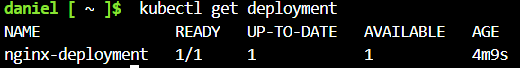 daniel [ ~ ]$ kubectl get deployment
NAME READY UP-TO-DATE AVAILABLE AGE
nginx-deployment 1/1 1 1 4m9s